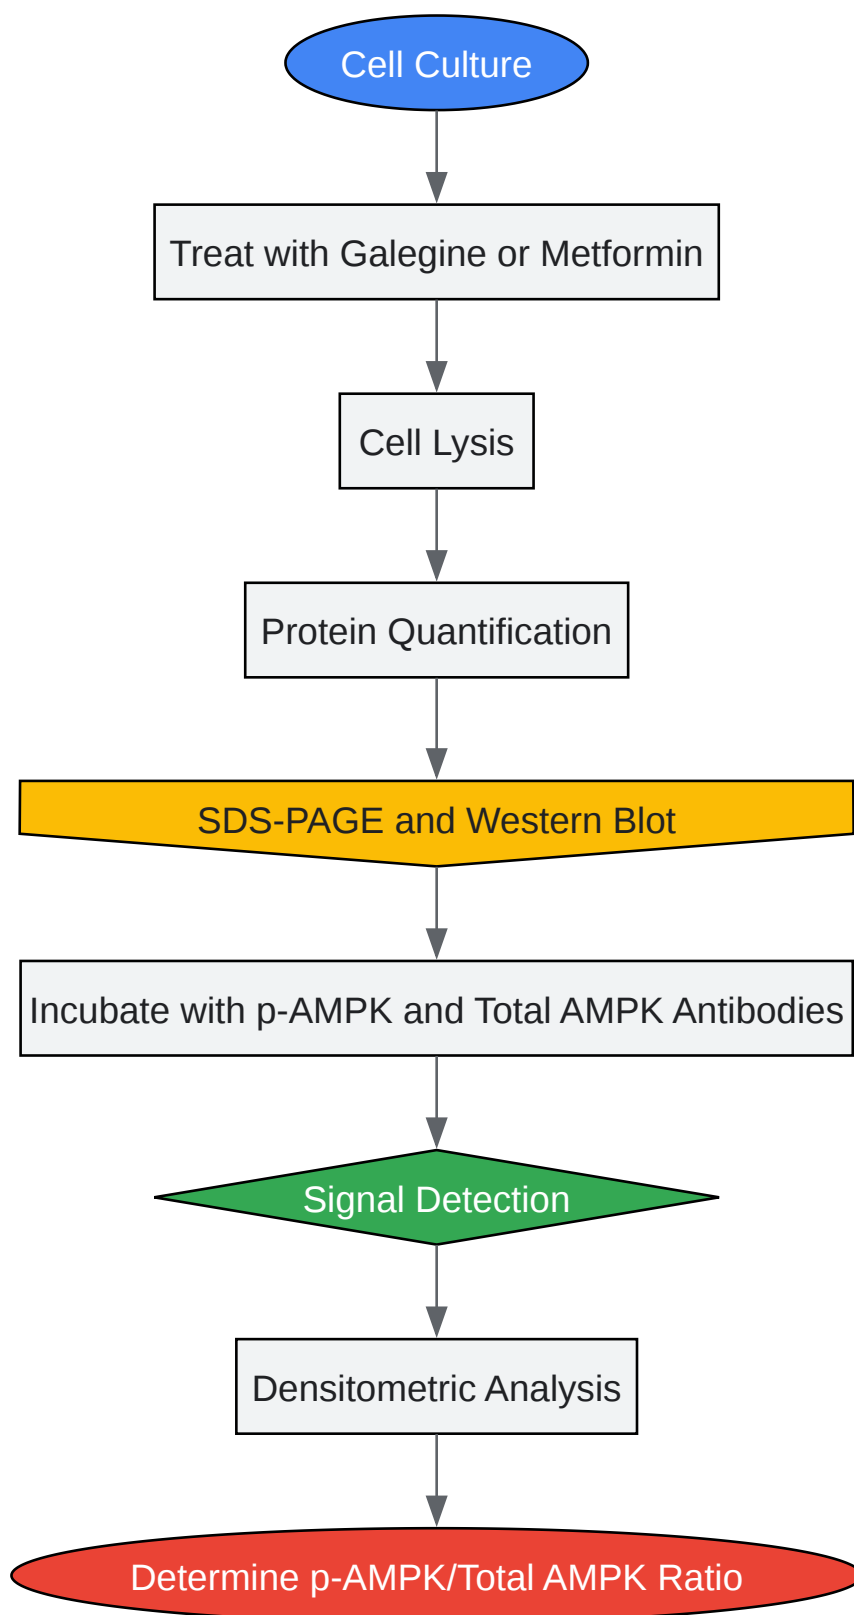 Cell Culture
Treat with Galegine or Metformin
Cell Lysis
Protein Quantification
SDS-PAGE and Western Blot
Incubate with p-AMPK and Total AMPK Antibodies
Signal Detection
Densitometric Analysis
Determine p-AMPK/Total AMPK Ratio